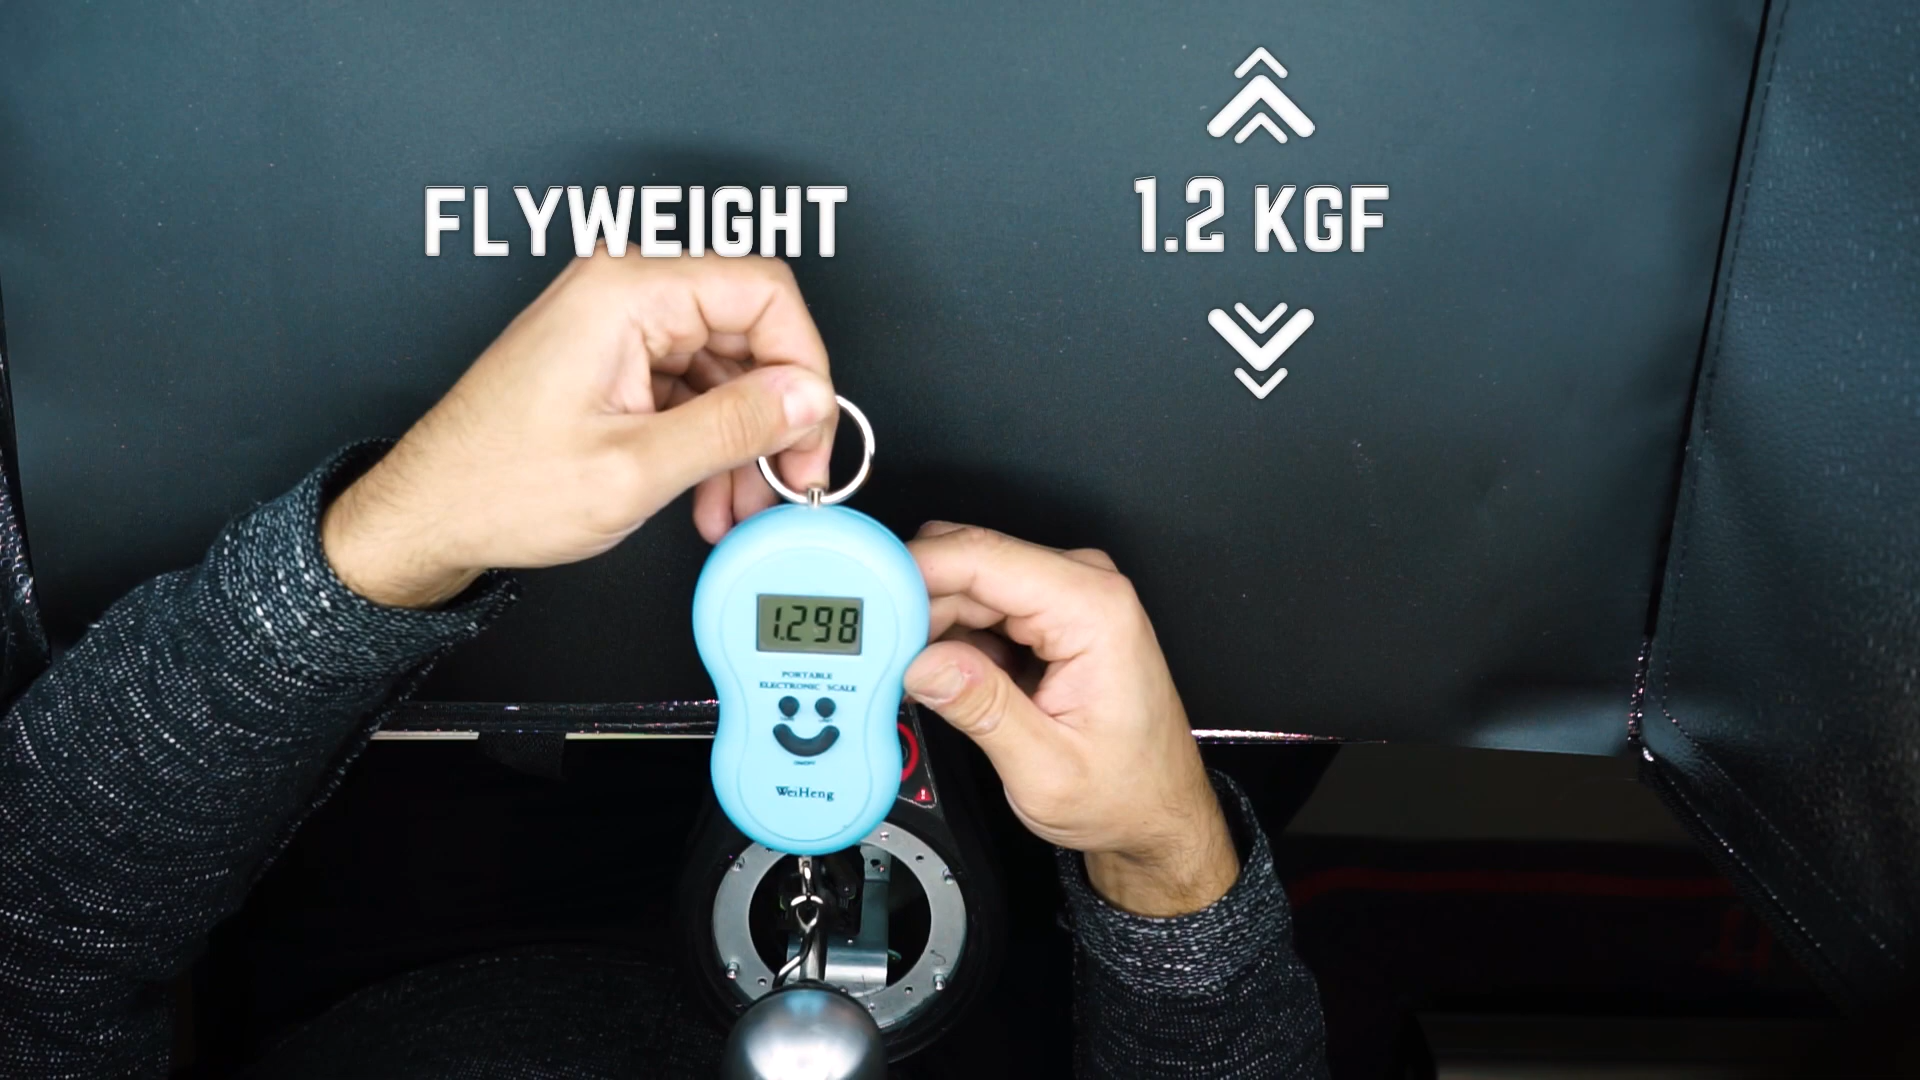 FLYWEIGHT
1.2 KGF
1.298
PORTABLE
ELECTRONIC SCALE
WeiHeng